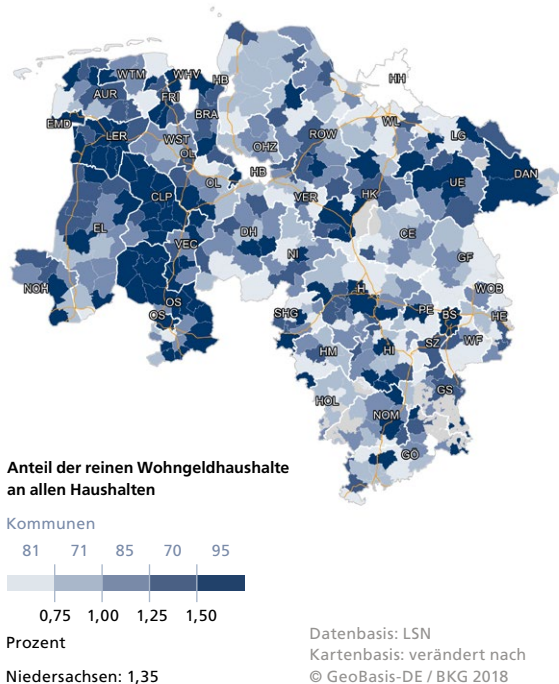 WTM
WHV
HB
HH
AUR
FRI
BRA
EMD
WL
LER
WST
OHZ
ROW
LG
OL
UE
DAN
HB
OL
CLP
VER
HK
EL
DH
CE
VEC
NI
GF
NOH
WOB
OS
H
PE
BS
HE
OS
SHG
SZ
WF
HM
HI
GS
HOL
NOM
GÖ
Anteil der reinen Wohngeldhaushalte
an allen Haushalten
Kommunen
81 71 85 70 95
0,75 1,00 1,25 1,50
Prozent
Niedersachsen: 1,35
Datenbasis: LSN
Kartenbasis: verändert nach
© GeoBasis-DE / BKG 2018